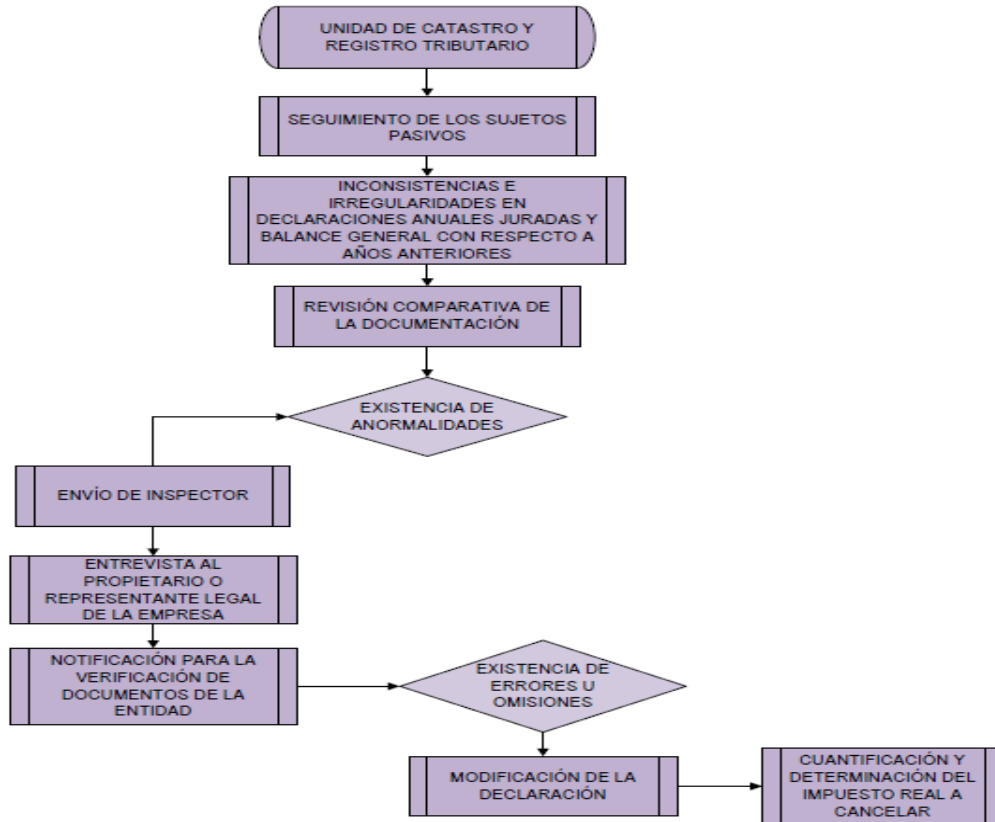 UNIDAD DE CATASTRO Y
REGISTRO TRIBUTARIO
SEGUIMIENTO DE LOS SUJETOS
PASIVOS
INCONSISTENCIAS E
IRREGULARIDADES EN
DECLARACIONES ANUALES JURADAS Y
BALANCE GENERAL CON RESPECTO A
AÑOS ANTERIORES
REVISIÓN COMPARATIVA DE
LA DOCUMENTACIÓN
EXISTENCIA DE
ANORMALIDADES
ENVÍO DE INSPECTOR
ENTREVISTA AL
PROPIETARIO O
REPRESENTANTE LEGAL
DE LA EMPRESA
NOTIFICACIÓN PARA LA
VERIFICACIÓN DE
DOCUMENTOS DE LA
ENTIDAD
EXISTENCIA DE
ERRORES U
OMISIONES
MODIFICACIÓN DE LA
DECLARACIÓN
CUANTIFICACIÓN Y
DETERMINACIÓN DEL
IMPUESTO REAL A
CANCELAR